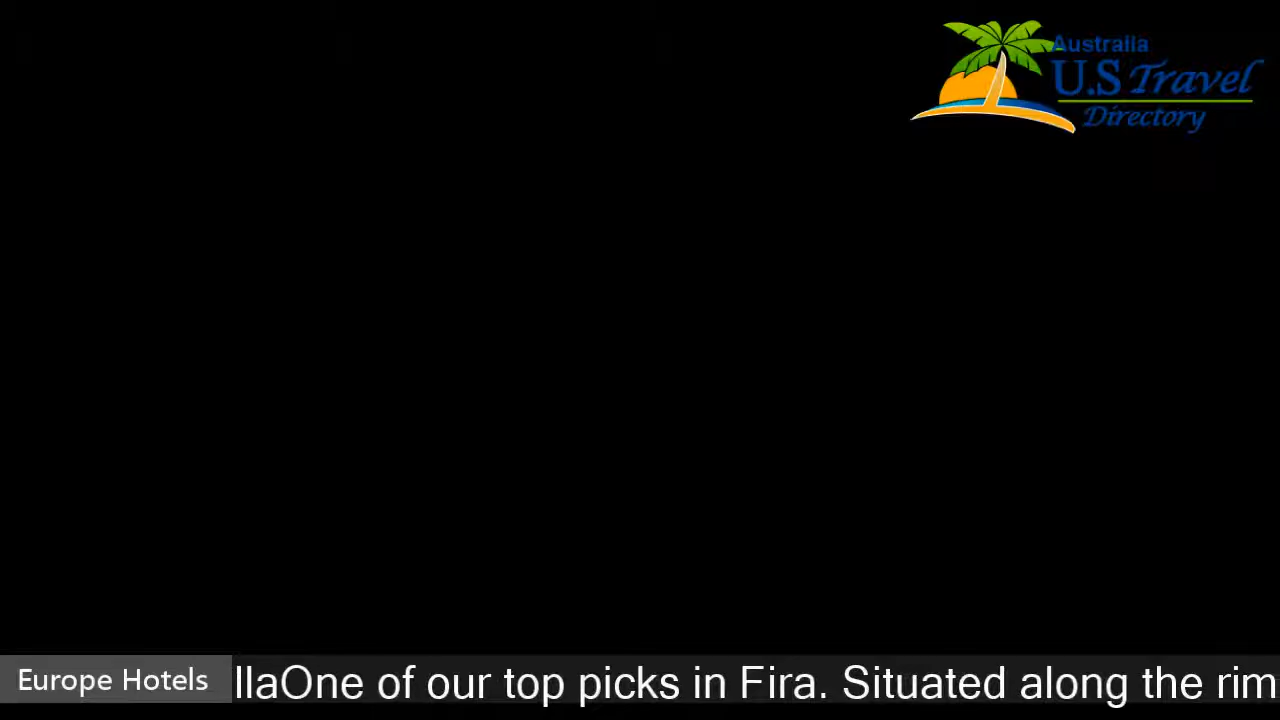 Australia
U.S Travel
Directory
Europe Hotels
llaOne of our top picks in Fira. Situated along the rim